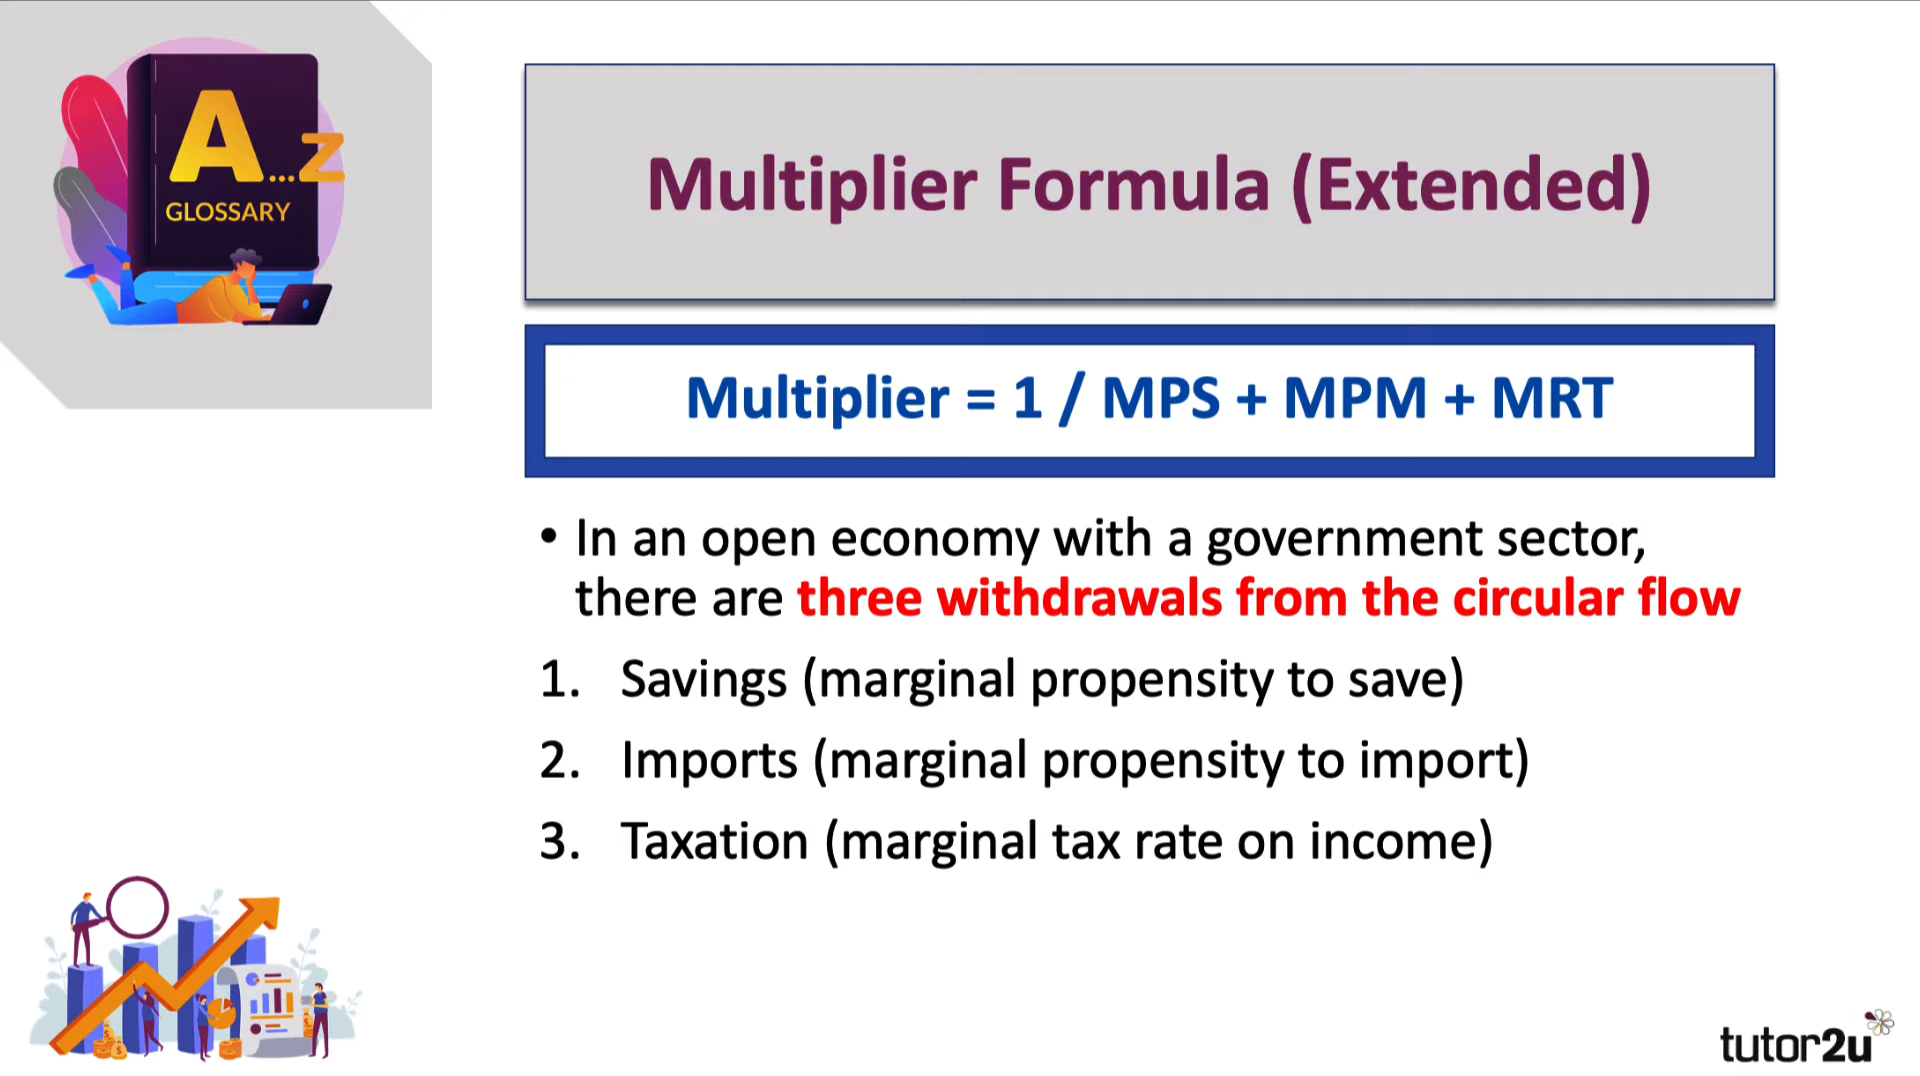 A...Z
GLOSSARY
Multiplier Formula (Extended)
Multiplier = 1 / MPS + MPM + MRT
• In an open economy with a government sector,
there are three withdrawals from the circular flow
1. Savings (marginal propensity to save)
2. Imports (marginal propensity to import)
3. Taxation (marginal tax rate on income)
tutor2u